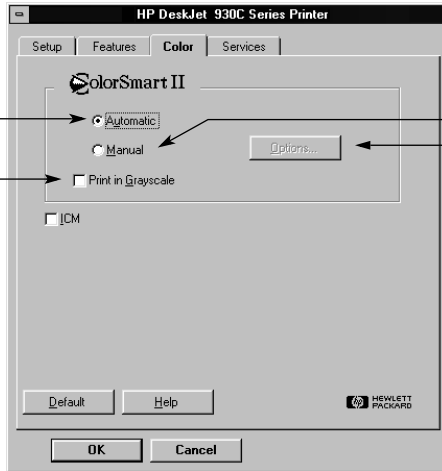 HP DeskJet 930C Series Printer
Setup Features Color Services
ColorSmart II
Automatic
Manual
Options...
Print in Grayscale
ICM
Default Help hp HEWLETT PACKARD
OK Cancel